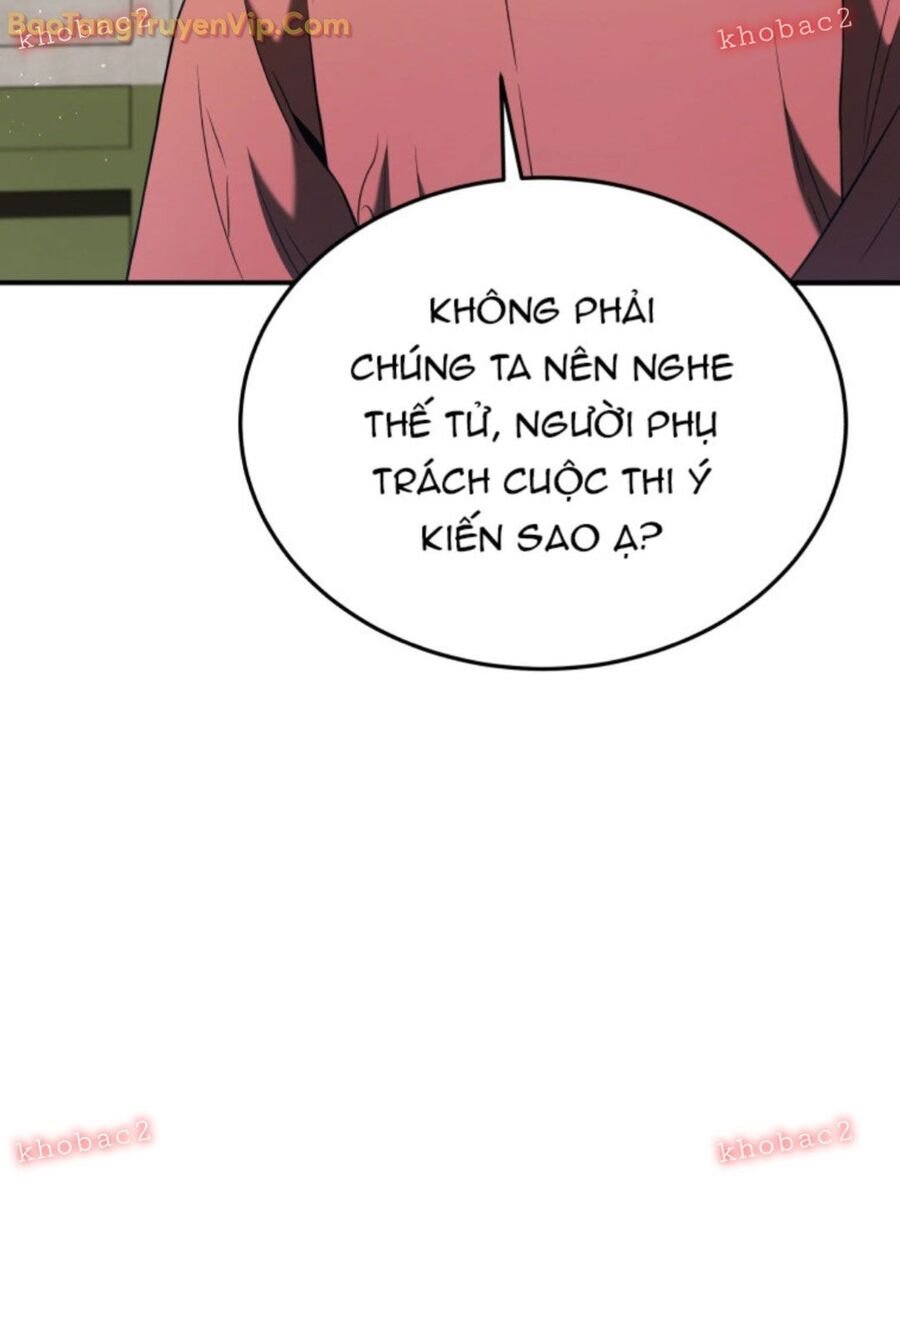 BaoTangTruyenVip.Com
khobac2
khobac2
KHÔNG PHẢI
CHÚNG TA NÊN NGHE
THẾ TỬ, NGƯỜI PHỤ
TRÁCH CUỘC THI Ý
KIẾN SAO Ạ?
khobac2
khobac2